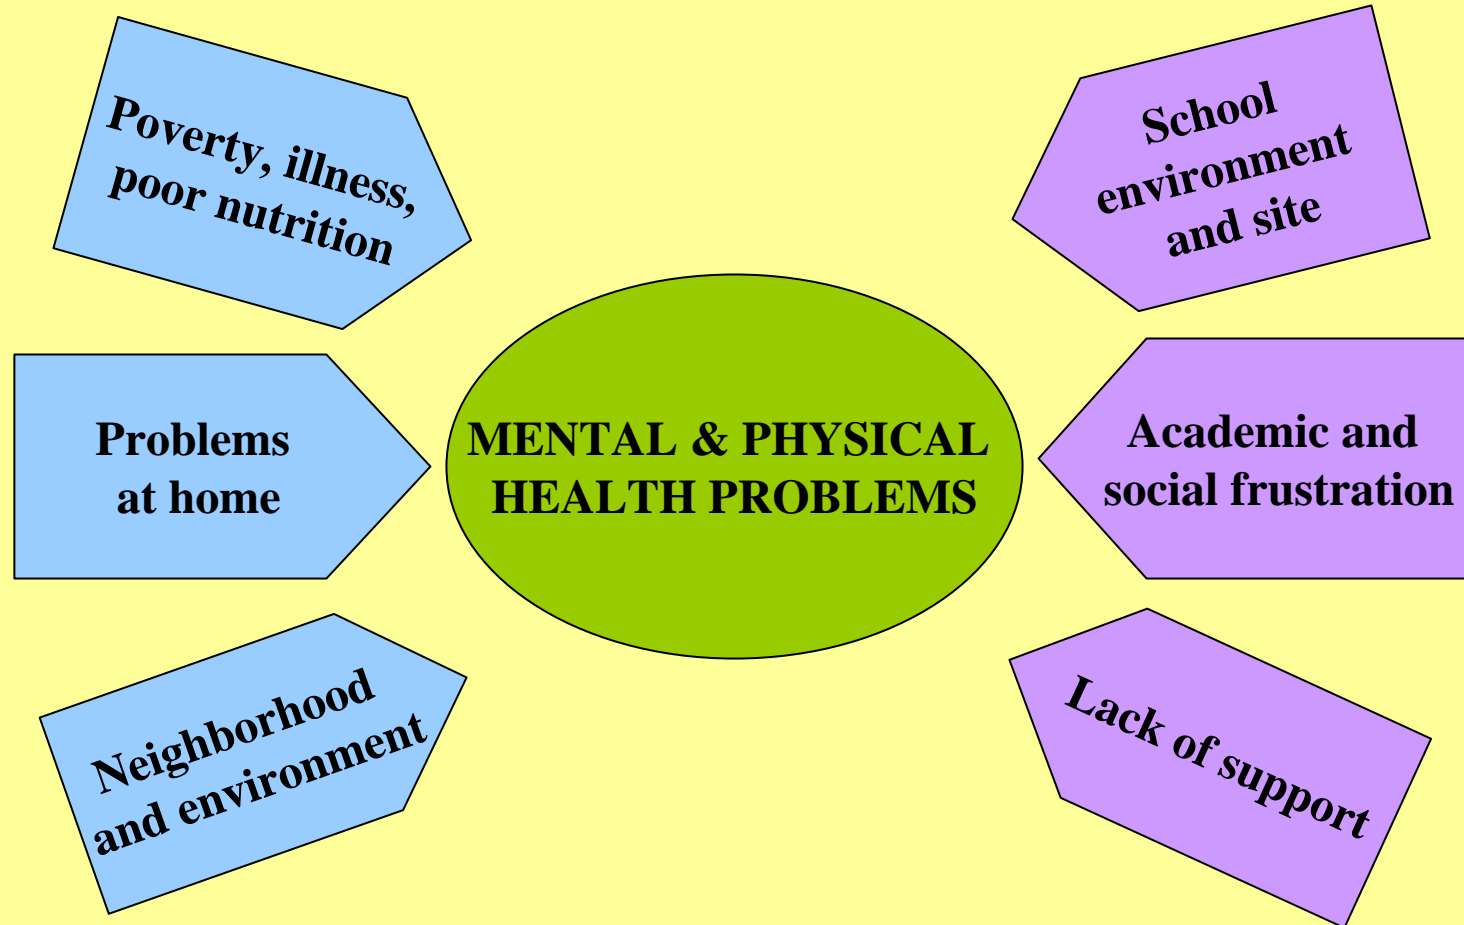 Poverty, illness,
poor nutrition
School
environment
and site
Problems
at home
MENTAL & PHYSICAL
HEALTH PROBLEMS
Academic and
social frustration
Neighborhood
and environment
Lack of support